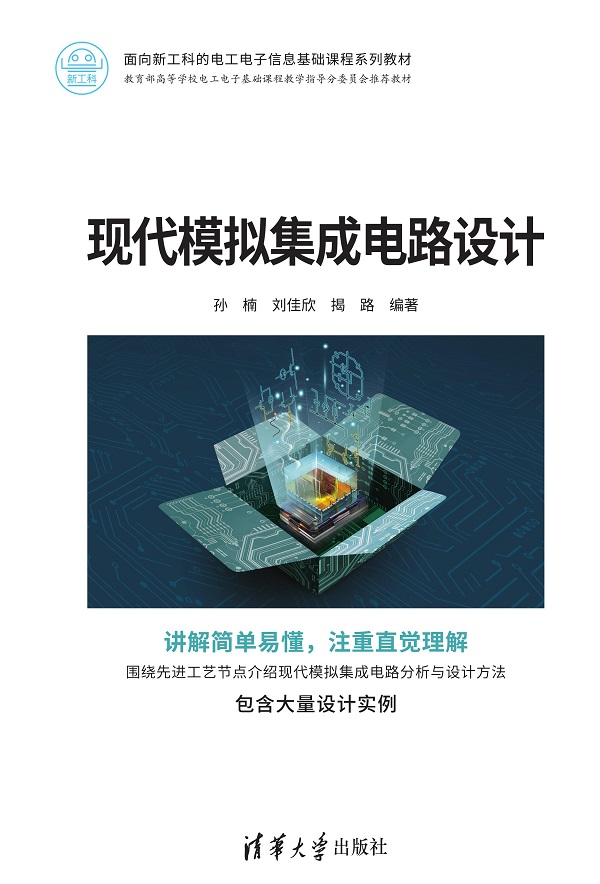 新工科
面向新工科的电工电子信息基础课程系列教材
教育部高等学校电工电子基础课程教学指导分委员会推荐教材
现代模拟集成电路设计
孙 楠 刘佳欣 揭 路 编著
讲解简单易懂，注重直觉理解
围绕先进工艺节点介绍现代模拟集成电路分析与设计方法
包含大量设计实例
清华大学出版社